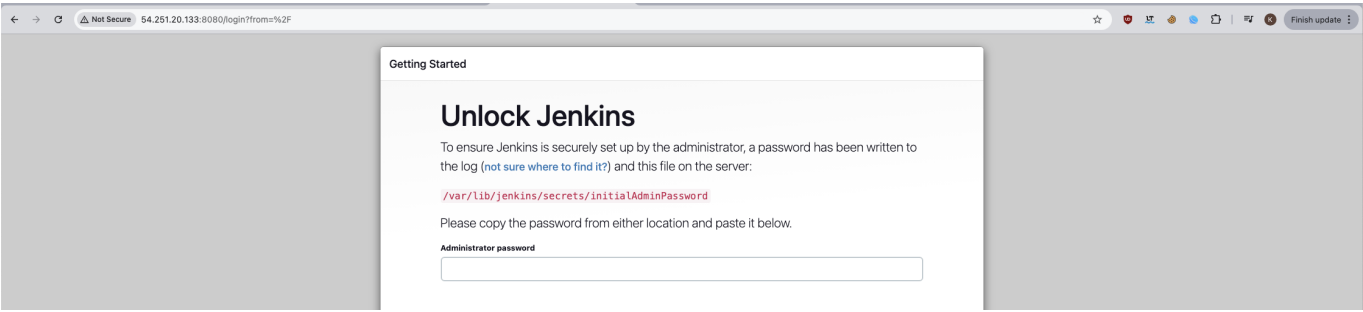 Not Secure 54.251.20.133:8080/login?from=%2F
LT
K
Finish update
Getting Started
Unlock Jenkins
To ensure Jenkins is securely set up by the administrator, a password has been written to
the log (not sure where to find it?) and this file on the server:
/var/lib/jenkins/secrets/initialAdminPassword
Please copy the password from either location and paste it below.
Administrator password